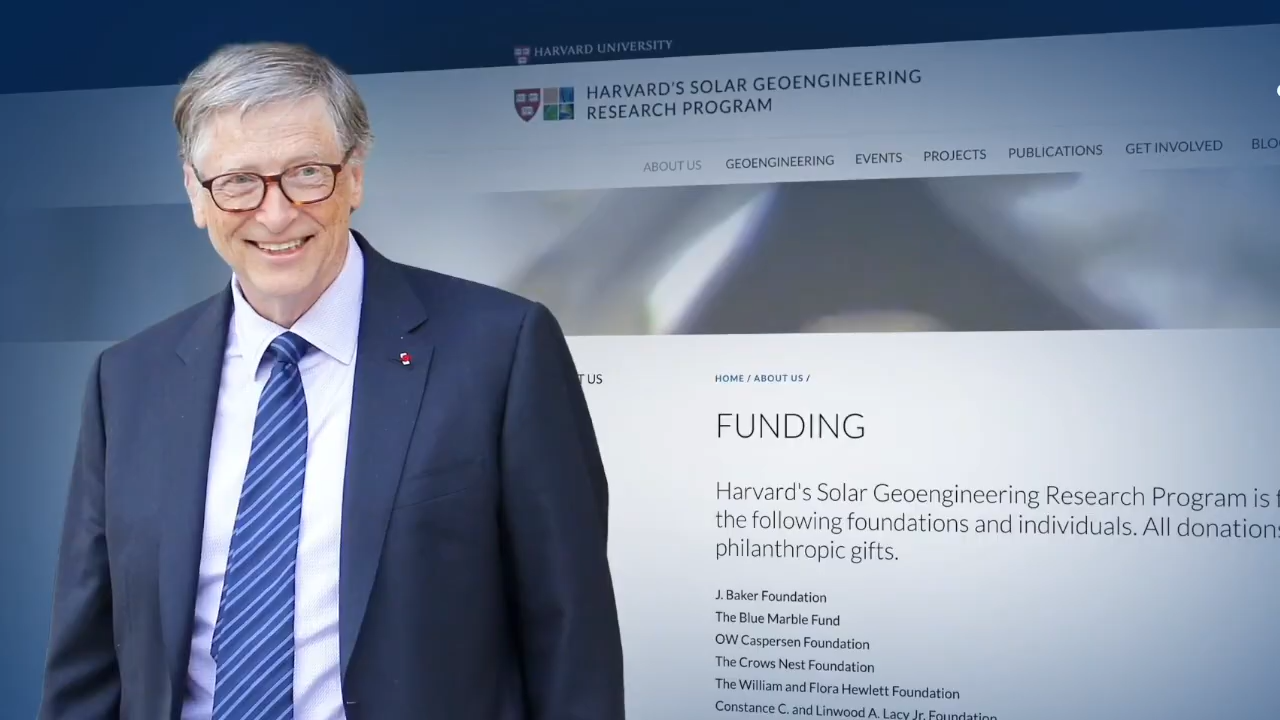 HARVARD UNIVERSITY
HARVARD'S SOLAR GEOENGINEERING
RESEARCH PROGRAM
ABOUT US GEOENGINEERING EVENTS PROJECTS PUBLICATIONS GET INVOLVED BLO
T US
HOME / ABOUT US /
FUNDING
Harvard's Solar Geoengineering Research Program is f
the following foundations and individuals. All donations
philanthropic gifts.
J. Baker Foundation
The Blue Marble Fund
OW Caspersen Foundation
The Crows Nest Foundation
The William and Flora Hewlett Foundation
Constance C. and Linwood A. Lacy Jr. Foundation